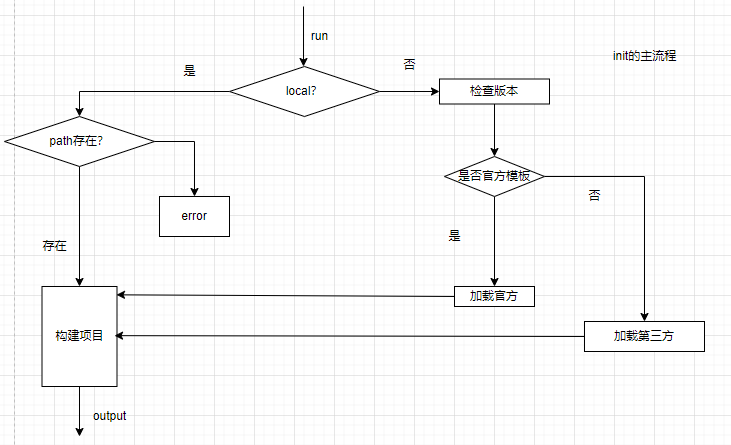 run
init的主流程
是
否
local?
检查版本
path存在?
是否官方模板
否
error
是
存在
加载官方
构建项目
加载第三方
output